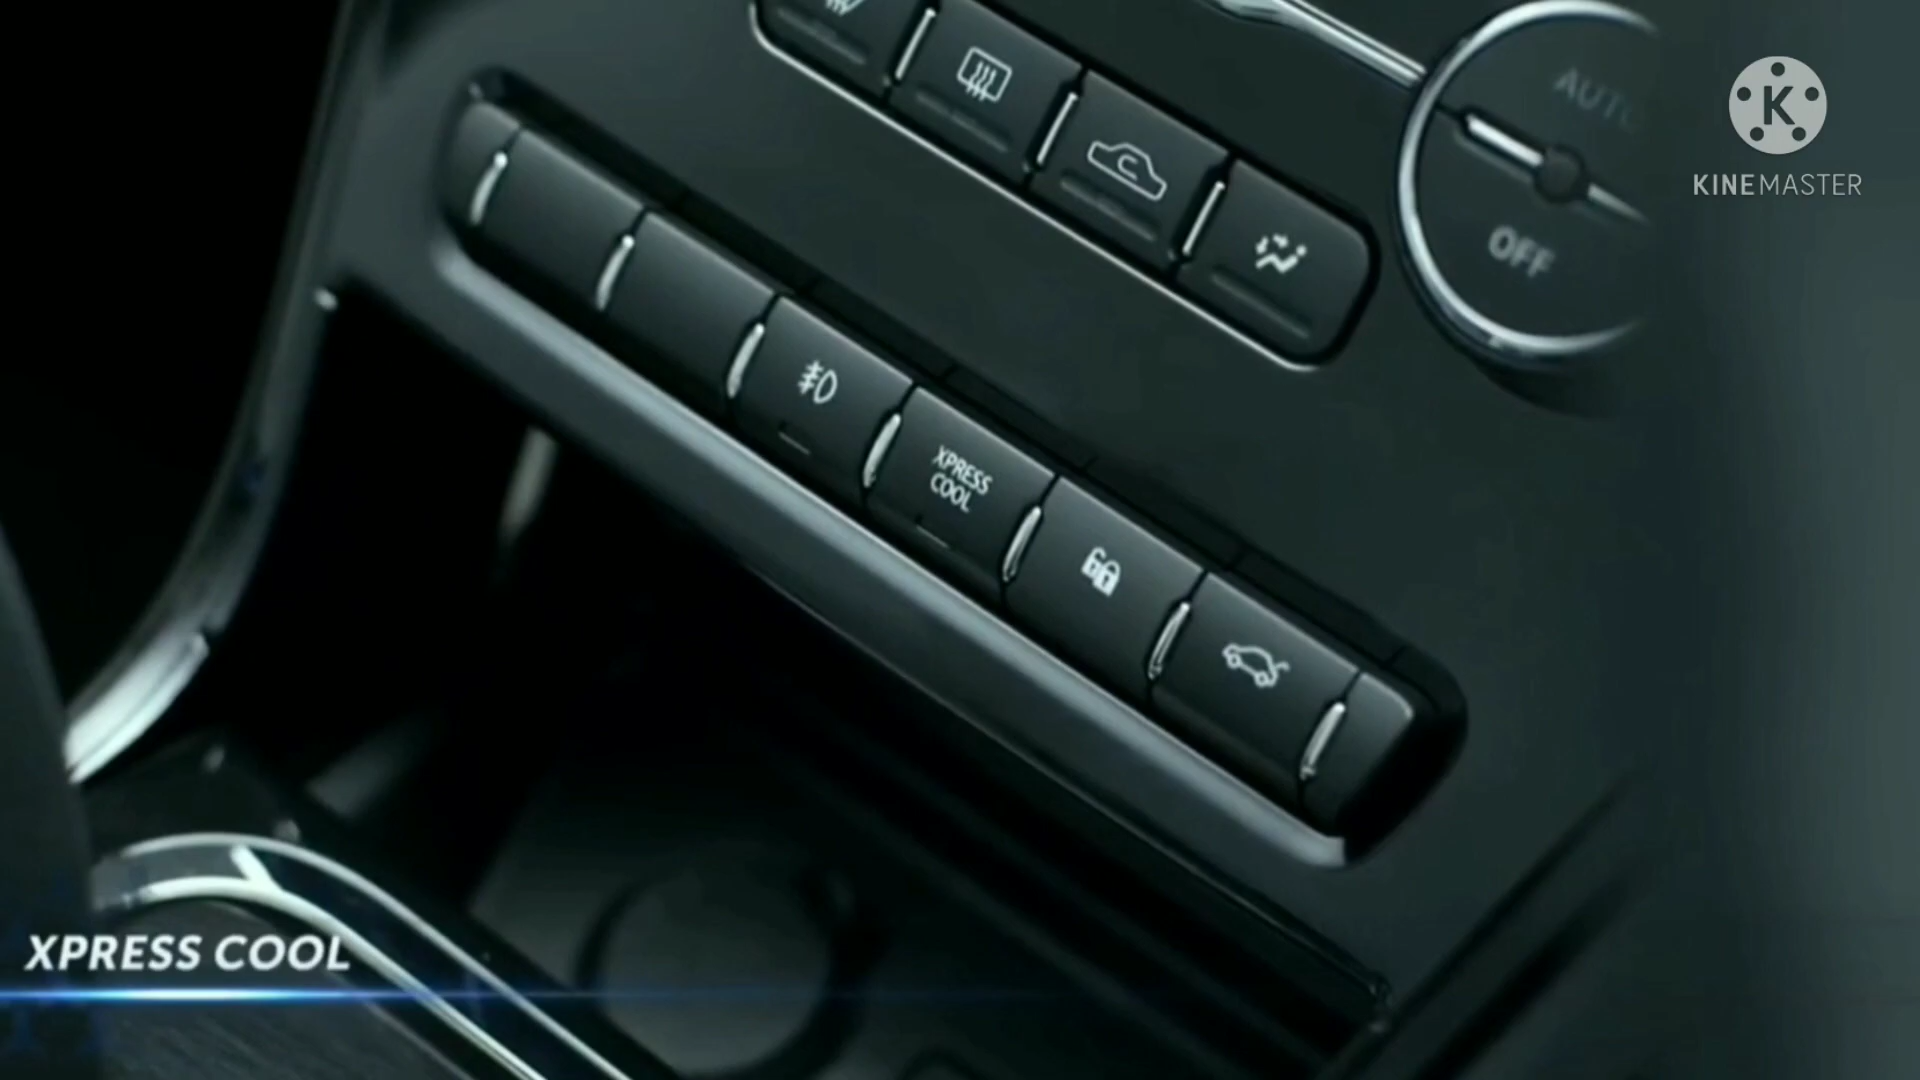 AUTO
OFF
K
KINEMASTER
XPRESS
COOL
XPRESS COOL